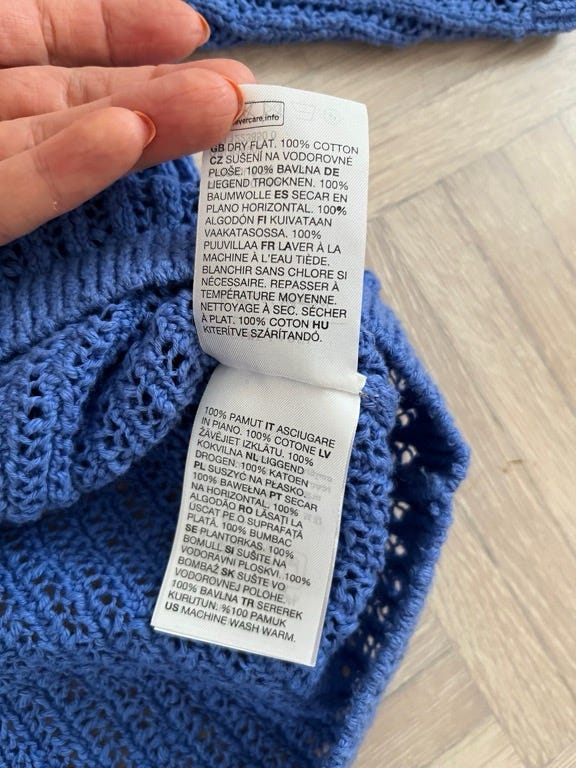 evercare.info
GB DRY FLAT. 100% COTTON
CZ SUŠENÍ NA VODOROVNÉ
PLOŠE. 100% BAVLNA DE
LIEGEND TROCKNEN. 100%
BAUMWOLLE ES SECAR EN
PLANO HORIZONTAL. 100%
ALGODÓN FI KUIVATAAN
VAAKATASOSSA. 100%
PUUVILLAA FR LAVER À LA
MACHINE À L'EAU TIÈDE.
BLANCHIR SANS CHLORE SI
NÉCESSAIRE. REPASSER À
TEMPÉRATURE MOYENNE.
NETTOYAGE À SEC. SÉCHER
À PLAT. 100% COTON HU
KITERÍTVE SZÁRÍTANDÓ.
100% PAMUT IT ASCIUGARE
IN PIANO. 100% COTONE LV
ŽĀVĒJIET IZKLĀTU. 100%
KOKVILNA NL LIGGEND
DROGEN. 100% KATOEN
PL SUSZYĆ NA PŁASKO.
100% BAWEŁNA PT SECAR
NA HORIZONTAL. 100%
ALGODÃO RO LĂSAŢI LA
USCAT PE O SUPRAFAŢĂ
PLATĂ. 100% BUMBAC
SE PLANTORKAS. 100%
BOMULL SI SUŠITE NA
VODORAVNI PLOSKVI. 100%
BOMBAŽ SK SUŠTE VO
VODOROVNEJ POLOHE.
100% BAVLNA TR SEREREK
KURUTUN. %100 PAMUK
US MACHINE WASH WARM.